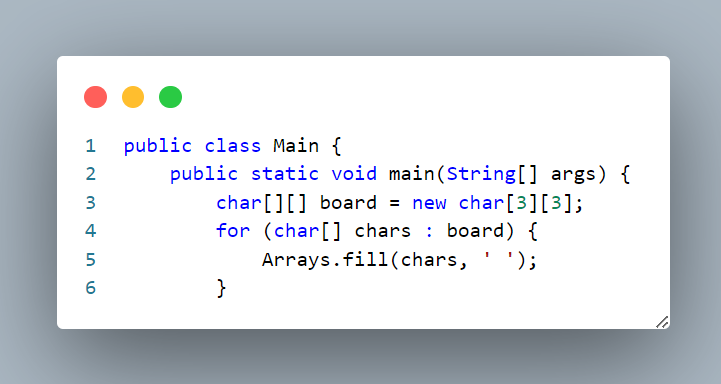 1 public class Main {
2     public static void main(String[] args) {
3         char[][] board = new char[3][3];
4         for (char[] chars : board) {
5             Arrays.fill(chars, ' ');
6         }